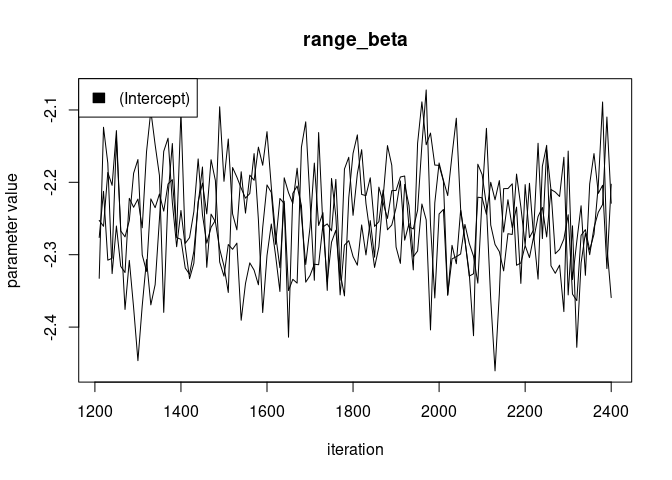 range_beta
(Intercept)
parameter value
-2.1
-2.2
-2.3
-2.4
1200 1400 1600 1800 2000 2200 2400
iteration